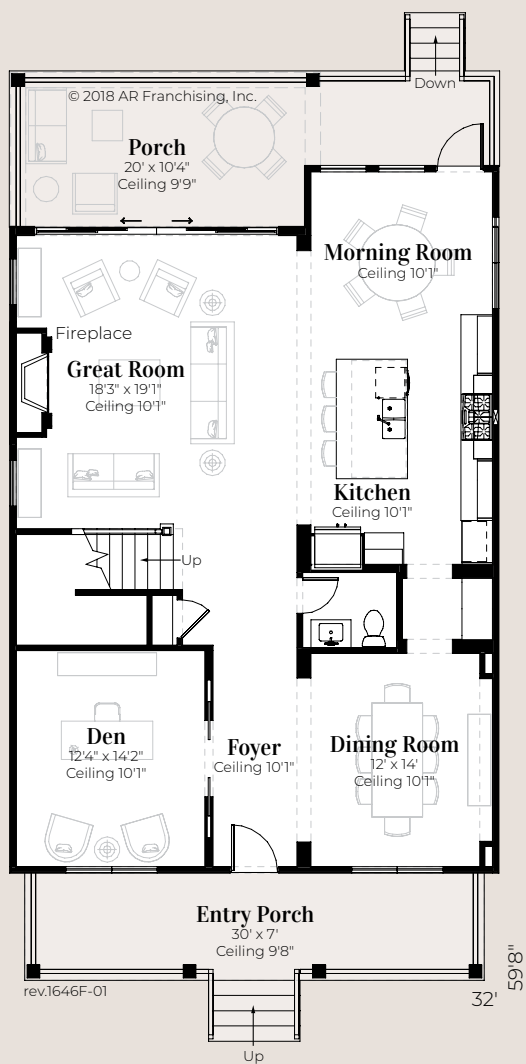 Down
© 2018 AR Franchising, Inc.
Porch
20' x 10'4"
Ceiling 9'9"
Morning Room
Ceiling 10'1"
Fireplace
Great Room
18'3" x 19'1"
Ceiling 10'1"
Kitchen
Ceiling 10'1"
Up
Den
12'4" x 14'2"
Ceiling 10'1"
Foyer
Ceiling 10'1"
Dining Room
12' x 14'
Ceiling 10'1"
Entry Porch
30' x 7'
Ceiling 9'8"
rev.1646F-01
32'
59'8"
Up